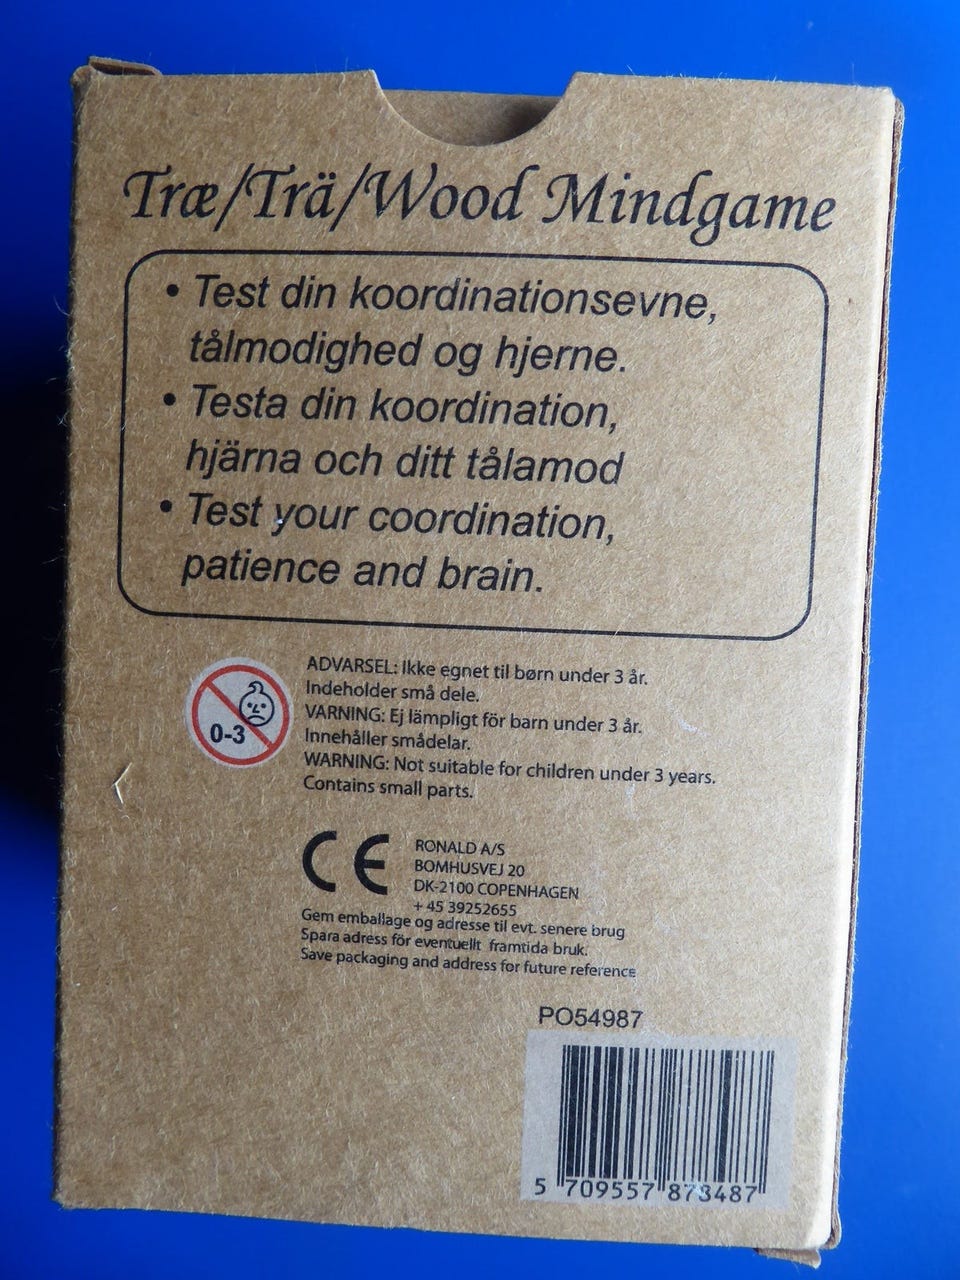 Træ/Trä/Wood Mindgame
• Test din koordinationsevne,
tålmodighed og hjerne.
• Testa din koordination,
hjärna och ditt tålamod
• Test your coordination,
patience and brain.
0-3
ADVARSEL: Ikke egnet til børn under 3 år.
Indeholder små dele.
VARNING: Ej lämpligt för barn under 3 år.
Innehåller smådelar.
WARNING: Not suitable for children under 3 years.
Contains small parts.
CE
RONALD A/S
BOMHUSVEJ 20
DK-2100 COPENHAGEN
+ 45 39252655
Gem emballage og adresse til evt. senere brug
Spara adress för eventuellt framtida bruk.
Save packaging and address for future reference
PO54987
5 709557 878487